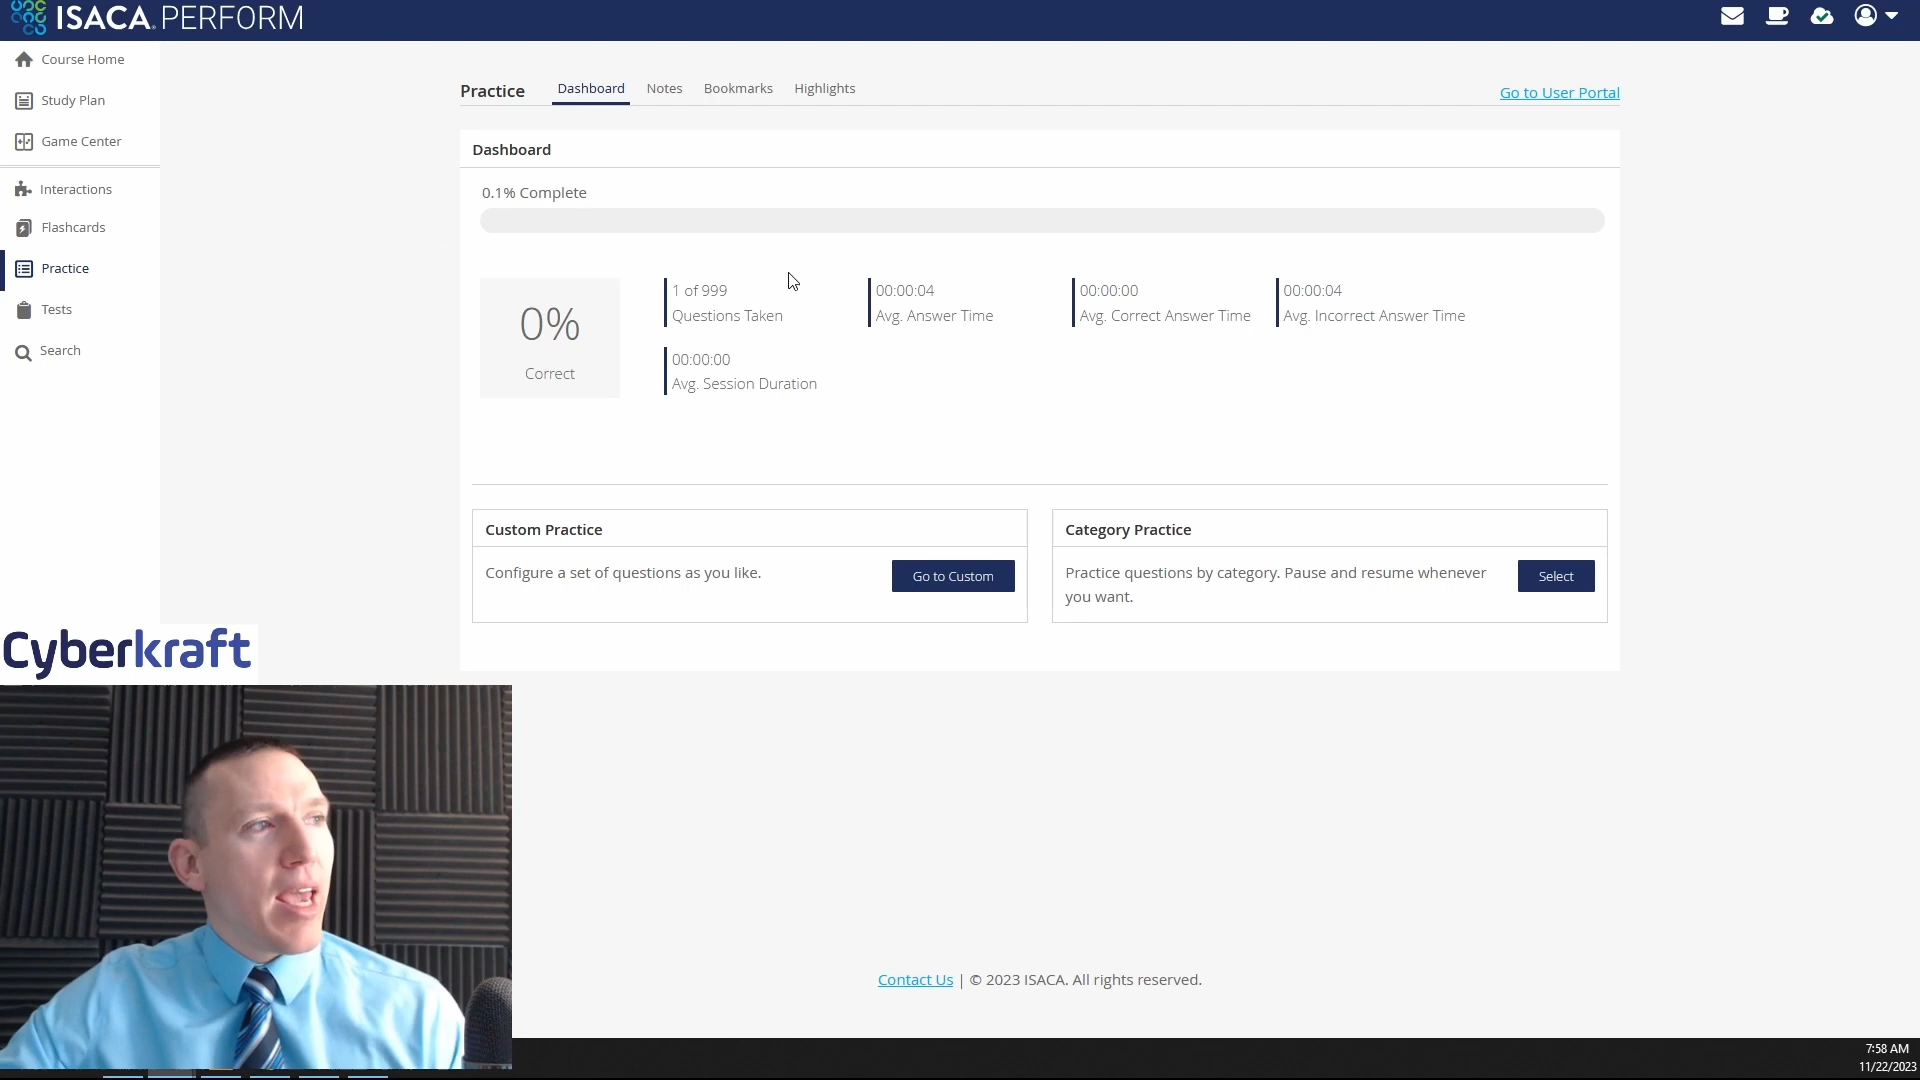 ISACA. PERFORM
Course Home
Study Plan
Game Center
Interactions
Flashcards
Practice
Tests
Search
Practice
Dashboard
Notes
Bookmarks
Highlights
Go to User Portal
Dashboard
0.1% Complete
0%
Correct
1 of 999
Questions Taken
00:00:04
Avg. Answer Time
00:00:00
Avg. Correct Answer Time
00:00:04
Avg. Incorrect Answer Time
00:00:00
Avg. Session Duration
Custom Practice
Configure a set of questions as you like.
Go to Custom
Category Practice
Practice questions by category. Pause and resume whenever
you want.
Select
Cyberkraft
Contact Us | © 2023 ISACA. All rights reserved.
7:58 AM
11/22/2023